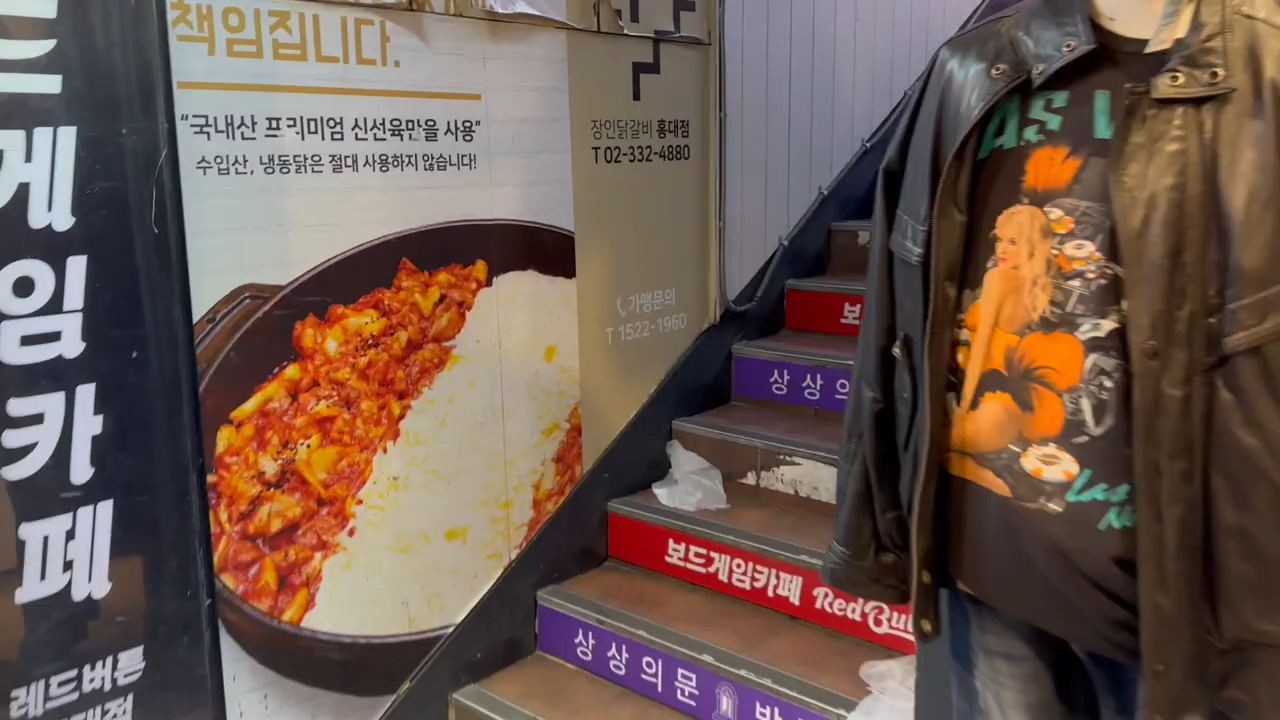 게임카페
레드버튼
책임집니다.
“국내산 프리미엄 신선육만을 사용”
수입산, 냉동닭은 절대 사용하지 않습니다!
장인닭갈비 홍대점
T 02-332-4880
가맹문의
T 1522-1960
보
상상의
보드게임카페 RedBu
상상의문
AS
Las